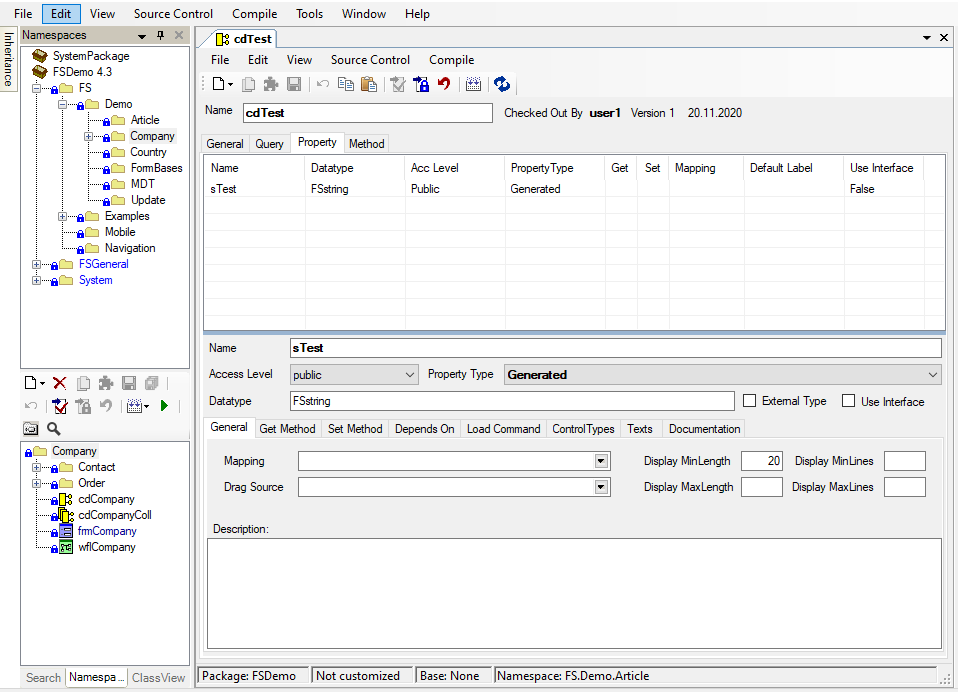 File Edit View Source Control Compile Tools Window Help
Inheritance
Namespaces
SystemPackage
FSDemo 4.3
FS
Demo
Article
Company
Country
FormBases
MDT
Update
Examples
Mobile
Navigation
FSGeneral
System
Company
Contact
Order
cdCompany
cdCompanyColl
frmCompany
wflCompany
Search Namespa... ClassView
cdTest
File Edit View Source Control Compile
Name cdTest Checked Out By user1 Version 1 20.11.2020
General Query Property Method
Name Datatype Acc Level PropertyType Get Set Mapping Default Label Use Interface
sTest FSstring Public Generated False
Name sTest
Access Level public Property Type Generated
Datatype FSstring External Type Use Interface
General Get Method Set Method Depends On Load Command ControlTypes Texts Documentation
Mapping Display MinLength 20 Display MinLines
Drag Source Display MaxLength Display MaxLines
Description:
Package: FSDemo Not customized Base: None Namespace: FS.Demo.Article